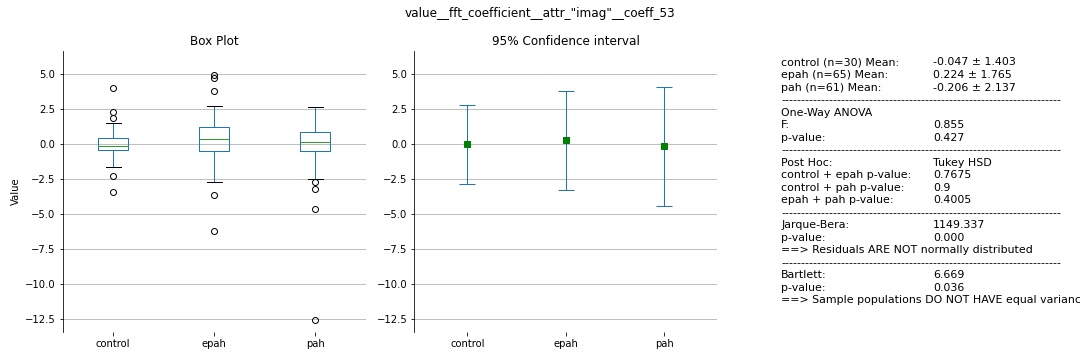 value__fft_coefficient__attr_"imag"__coeff_53
Box Plot
Value
5.0
2.5
0.0
−2.5
−5.0
−7.5
−10.0
−12.5
control epah pah
95% Confidence interval
5.0
2.5
0.0
−2.5
−5.0
−7.5
−10.0
−12.5
control epah pah
control (n=30) Mean: -0.047 ± 1.403
epah (n=65) Mean: 0.224 ± 1.765
pah (n=61) Mean: -0.206 ± 2.137
One-Way ANOVA
F: 0.855
p-value: 0.427
Post Hoc: Tukey HSD
control + epah p-value: 0.7675
control + pah p-value: 0.9
epah + pah p-value: 0.4005
Jarque-Bera: 1149.337
p-value: 0.000
==> Residuals ARE NOT normally distributed
Bartlett: 6.669
p-value: 0.036
==> Sample populations DO NOT HAVE equal varianc